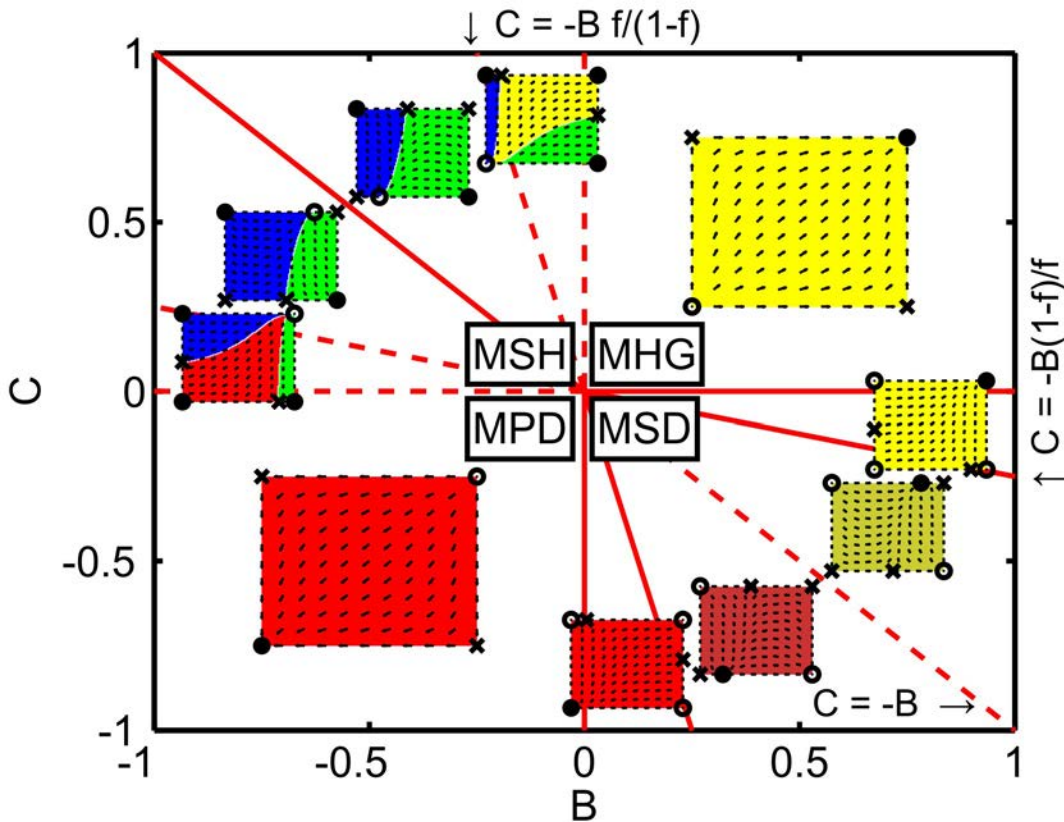 ↓ C = -B f/(1-f)
1
0.5
0
-0.5
-1
C
MSH
MHG
MPD
MSD
↑ C = -B(1-f)/f
C = -B →
-1
-0.5
0
0.5
1
B